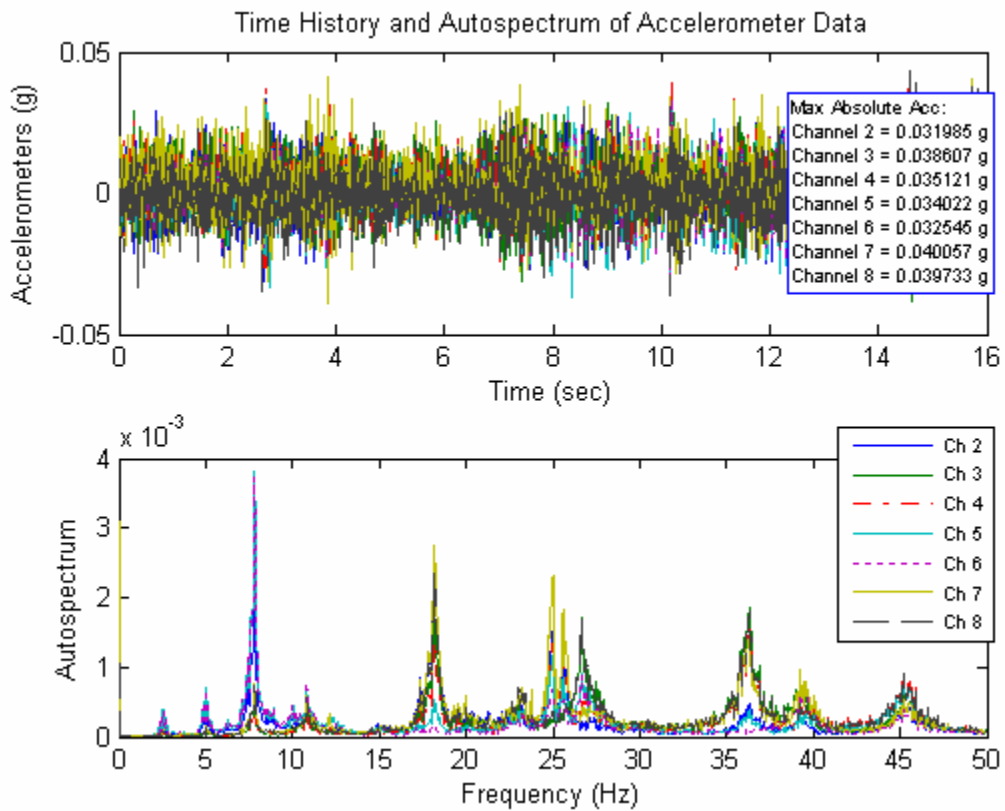 Time History and Autospectrum of Accelerometer Data
0.05
0
-0.05
Accelerometers (g)
Max Absolute Acc:
Channel 2 = 0.031985 g
Channel 3 = 0.038607 g
Channel 4 = 0.035121 g
Channel 5 = 0.034022 g
Channel 6 = 0.032545 g
Channel 7 = 0.040057 g
Channel 8 = 0.039733 g
0 2 4 6 8 10 12 14 16
Time (sec)
x 10^-3
4
3
2
1
0
Autospectrum
Ch 2
Ch 3
Ch 4
Ch 5
Ch 6
Ch 7
Ch 8
0 5 10 15 20 25 30 35 40 45 50
Frequency (Hz)